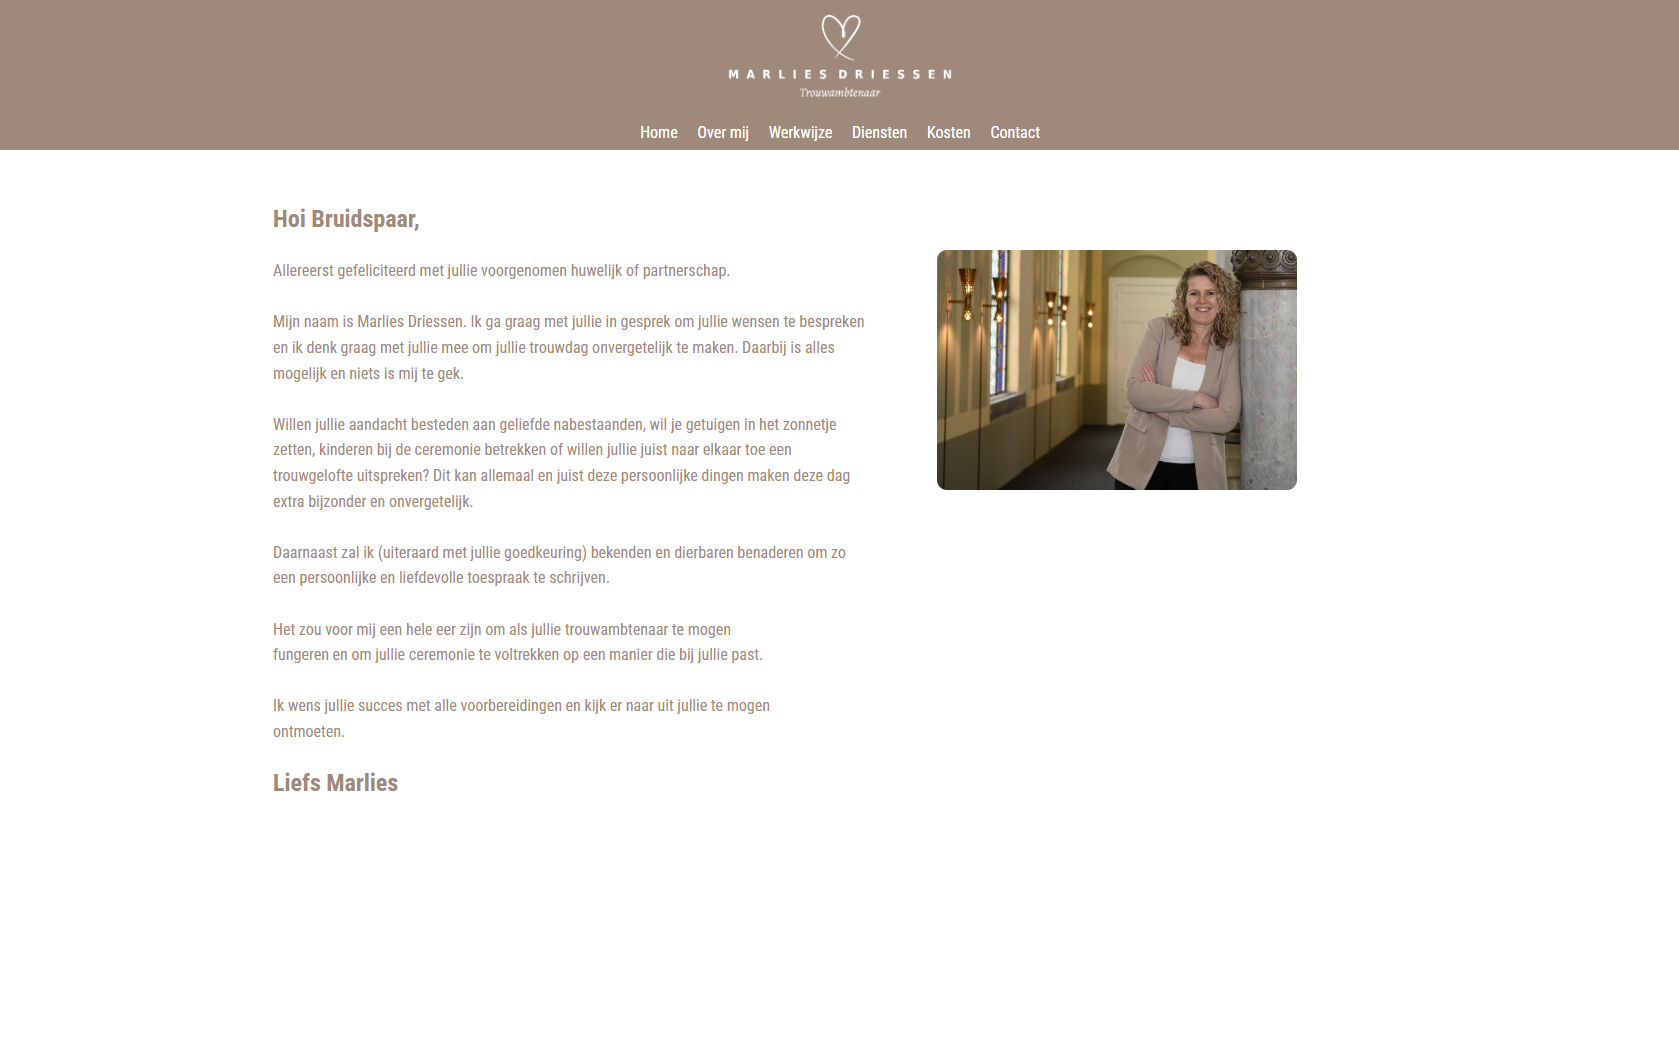 MARLIES DRIESSEN
Trouwambtenaar
Home Over mij Werkwijze Diensten Kosten Contact
Hoi Bruidspaar,
Allereerst gefeliciteerd met jullie voorgenomen huwelijk of partnerschap.
Mijn naam is Marlies Driessen. Ik ga graag met jullie in gesprek om jullie wensen te bespreken
en ik denk graag met jullie mee om jullie trouwdag onvergetelijk te maken. Daarbij is alles
mogelijk en niets is mij te gek.
Willen jullie aandacht besteden aan geliefde nabestaanden, wil je getuigen in het zonnetje
zetten, kinderen bij de ceremonie betrekken of willen jullie juist naar elkaar toe een
trouwgelofte uitspreken? Dit kan allemaal en juist deze persoonlijke dingen maken deze dag
extra bijzonder en onvergetelijk.
Daarnaast zal ik (uiteraard met jullie goedkeuring) bekenden en dierbaren benaderen om zo
een persoonlijke en liefdevolle toespraak te schrijven.
Het zou voor mij een hele eer zijn om als jullie trouwambtenaar te mogen
fungeren en om jullie ceremonie te voltrekken op een manier die bij jullie past.
Ik wens jullie succes met alle voorbereidingen en kijk er naar uit jullie te mogen
ontmoeten.
Liefs Marlies